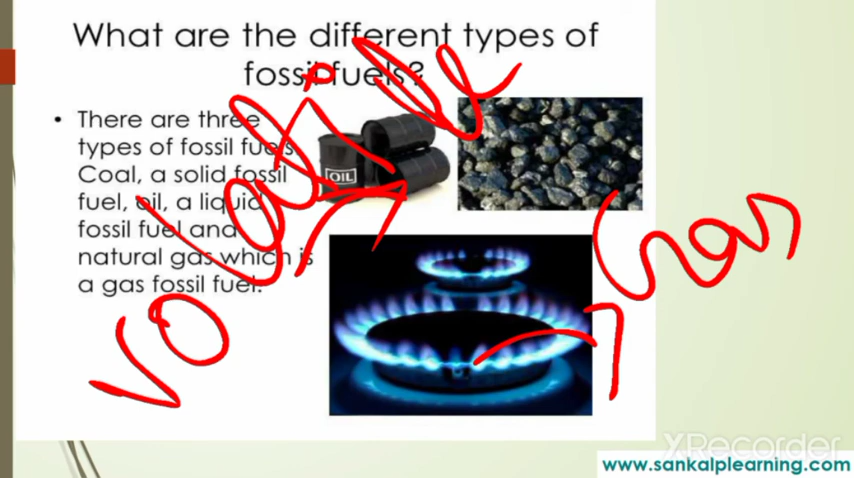 What are the different types of
fossil fuels?
• There are three
types of fossil fuels
Coal, a solid fossil
fuel, oil, a liquid
fossil fuel and
natural gas which is
a gas fossil fuel.
OIL
volatile
Gas
XRecorder
www.sankalplearning.com